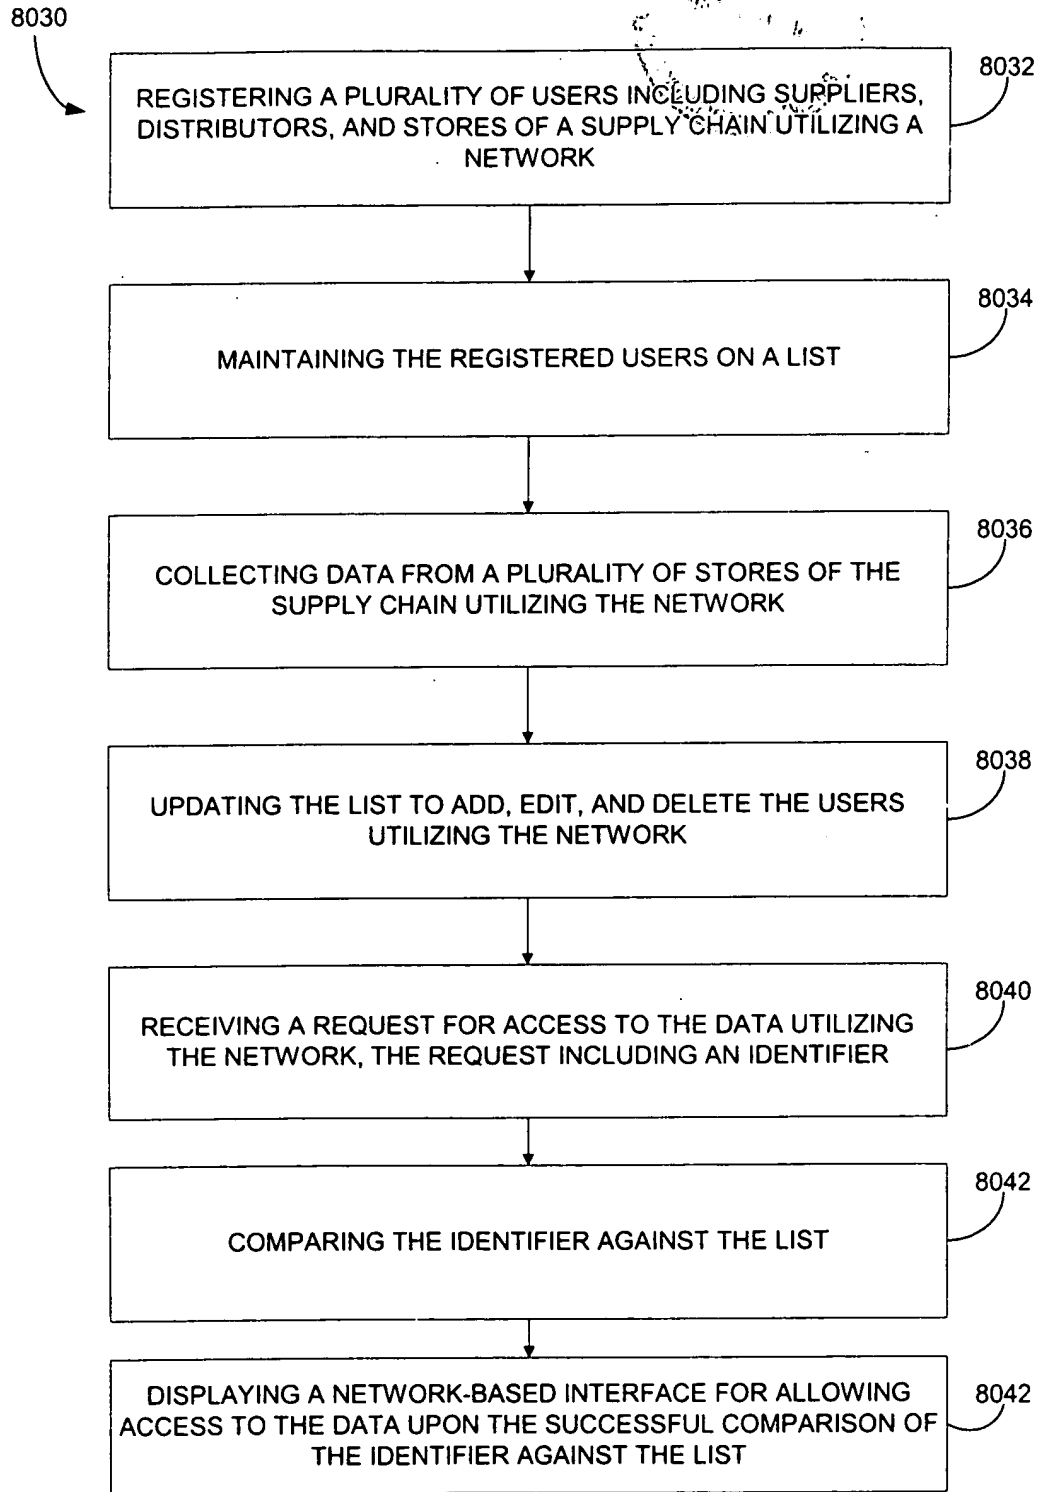 8030
8032
REGISTERING A PLURALITY OF USERS INCLUDING SUPPLIERS,
DISTRIBUTORS, AND STORES OF A SUPPLY CHAIN UTILIZING A
NETWORK
8034
MAINTAINING THE REGISTERED USERS ON A LIST
8036
COLLECTING DATA FROM A PLURALITY OF STORES OF THE
SUPPLY CHAIN UTILIZING THE NETWORK
8038
UPDATING THE LIST TO ADD, EDIT, AND DELETE THE USERS
UTILIZING THE NETWORK
8040
RECEIVING A REQUEST FOR ACCESS TO THE DATA UTILIZING
THE NETWORK, THE REQUEST INCLUDING AN IDENTIFIER
8042
COMPARING THE IDENTIFIER AGAINST THE LIST
8042
DISPLAYING A NETWORK-BASED INTERFACE FOR ALLOWING
ACCESS TO THE DATA UPON THE SUCCESSFUL COMPARISON OF
THE IDENTIFIER AGAINST THE LIST